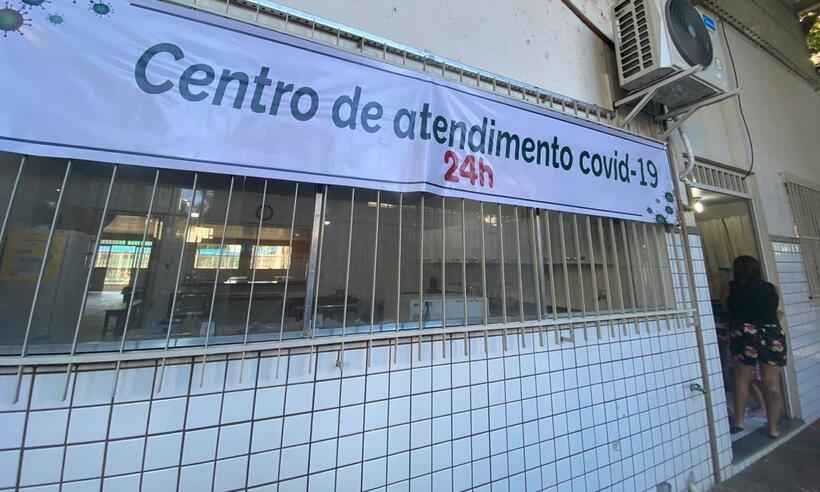 Centro de atendimento covid-19
24h